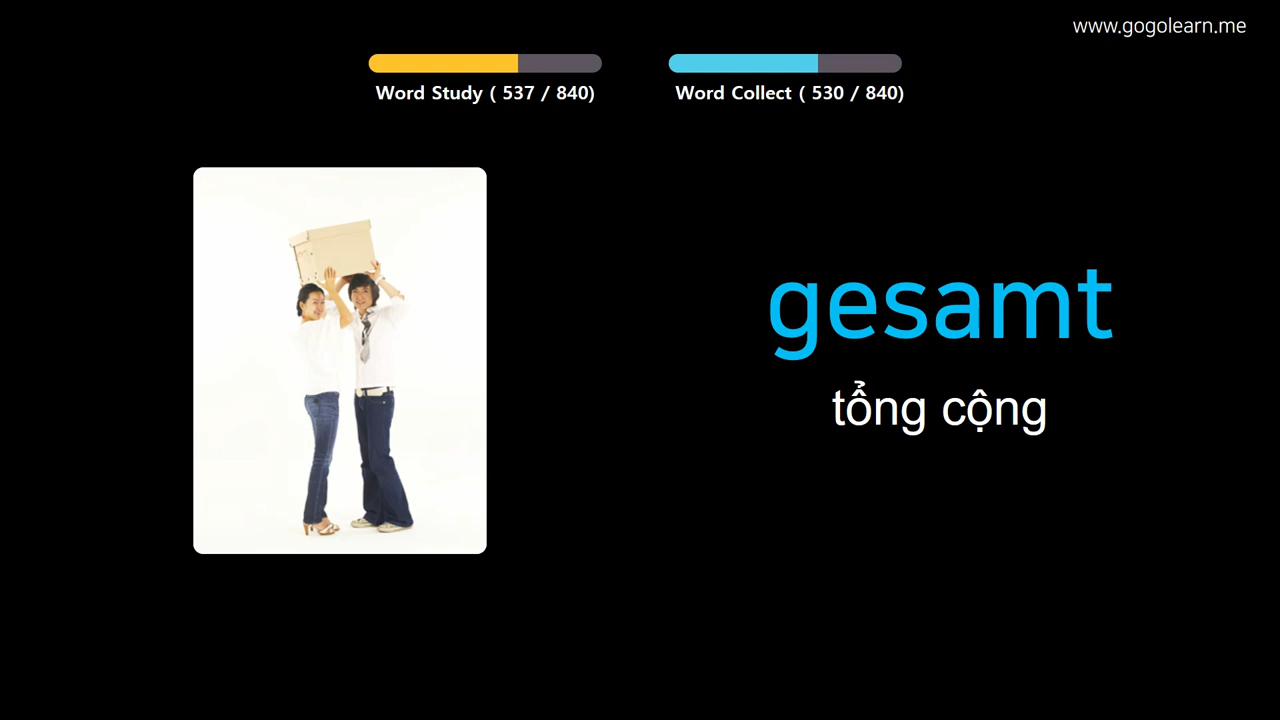 www.gogolearn.me
Word Study ( 537 / 840)
Word Collect ( 530 / 840)
gesamt
tổng cộng